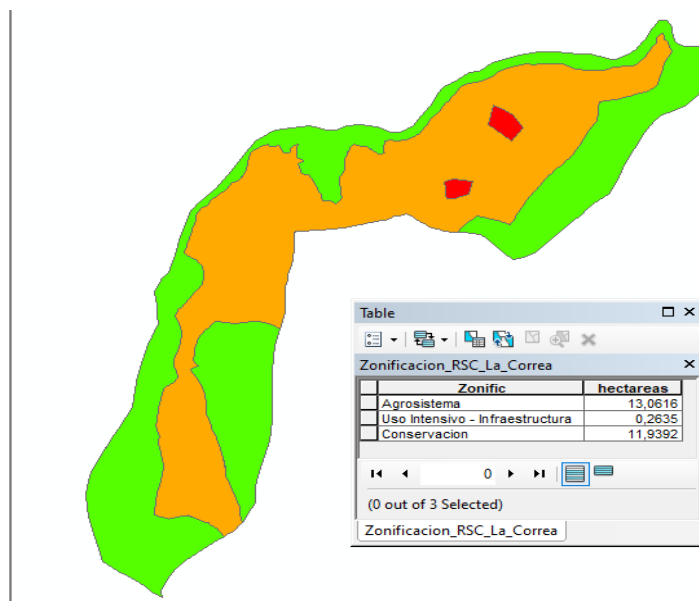 Table
Zonificacion_RSC_La_Correa
Zonific hectareas
Agrosistema 13,0616
Uso Intensivo - Infraestructura 0,2635
Conservacion 11,9392
0
(0 out of 3 Selected)
Zonificacion_RSC_La_Correa